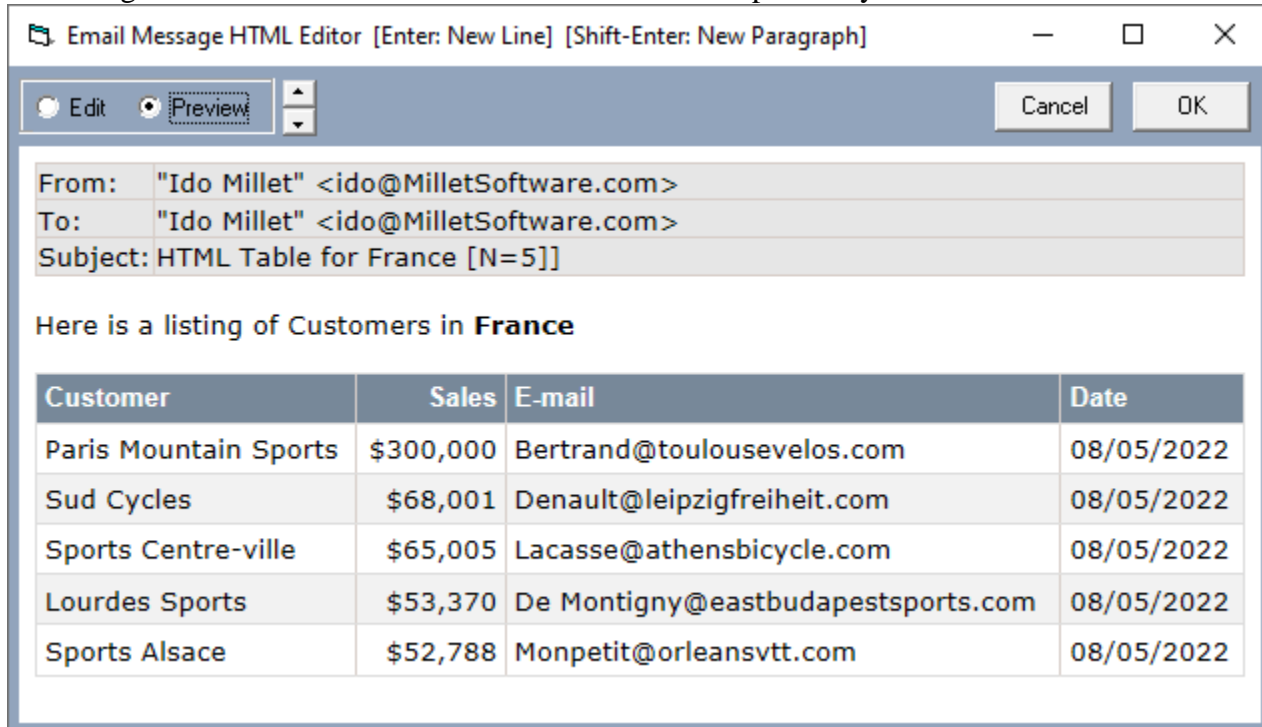 Email Message HTML Editor [Enter: New Line] [Shift-Enter: New Paragraph]
Edit Preview Cancel OK
From: "Ido Millet" <ido@MilletSoftware.com>
To: "Ido Millet" <ido@MilletSoftware.com>
Subject: HTML Table for France [N=5]]
Here is a listing of Customers in France
Customer Sales E-mail Date
Paris Mountain Sports $300,000 Bertrand@toulousevelos.com 08/05/2022
Sud Cycles $68,001 Denault@leipzigfreiheit.com 08/05/2022
Sports Centre-ville $65,005 Lacasse@athensbicycle.com 08/05/2022
Lourdes Sports $53,370 De Montigny@eastbudapestsports.com 08/05/2022
Sports Alsace $52,788 Monpetit@orleansvtt.com 08/05/2022